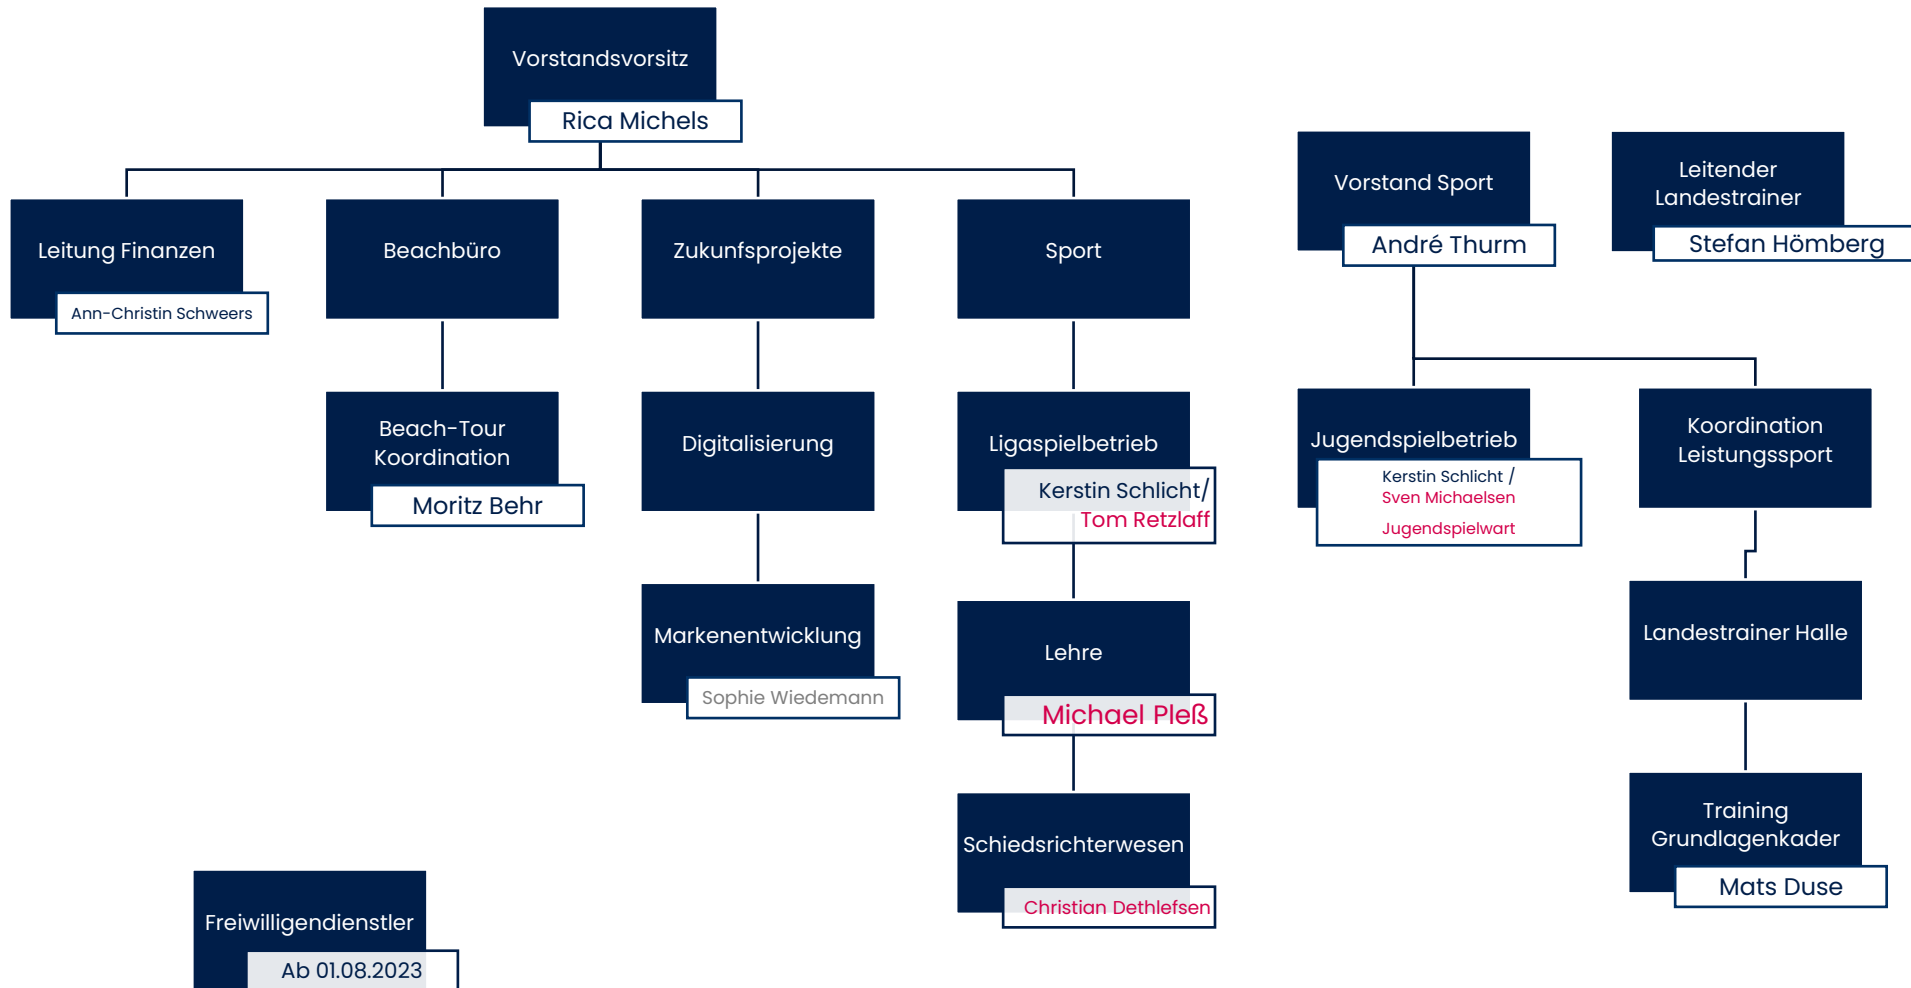 Vorstandsvorsitz
Rica Michels
Leitung Finanzen
Ann-Christin Schweers
Beachbüro
Zukunfsprojekte
Sport
Beach-Tour
Koordination
Moritz Behr
Digitalisierung
Ligaspielbetrieb
Kerstin Schlicht/
Tom Retzlaff
Markenentwicklung
Sophie Wiedemann
Lehre
Michael Pleß
Schiedsrichterwesen
Christian Dethlefsen
Freiwilligendienstler
Ab 01.08.2023
Vorstand Sport
André Thurm
Leitender
Landestrainer
Stefan Hömberg
Jugendspielbetrieb
Kerstin Schlicht /
Sven Michaelsen
Jugendspielwart
Koordination
Leistungssport
Landestrainer Halle
Training
Grundlagenkader
Mats Duse